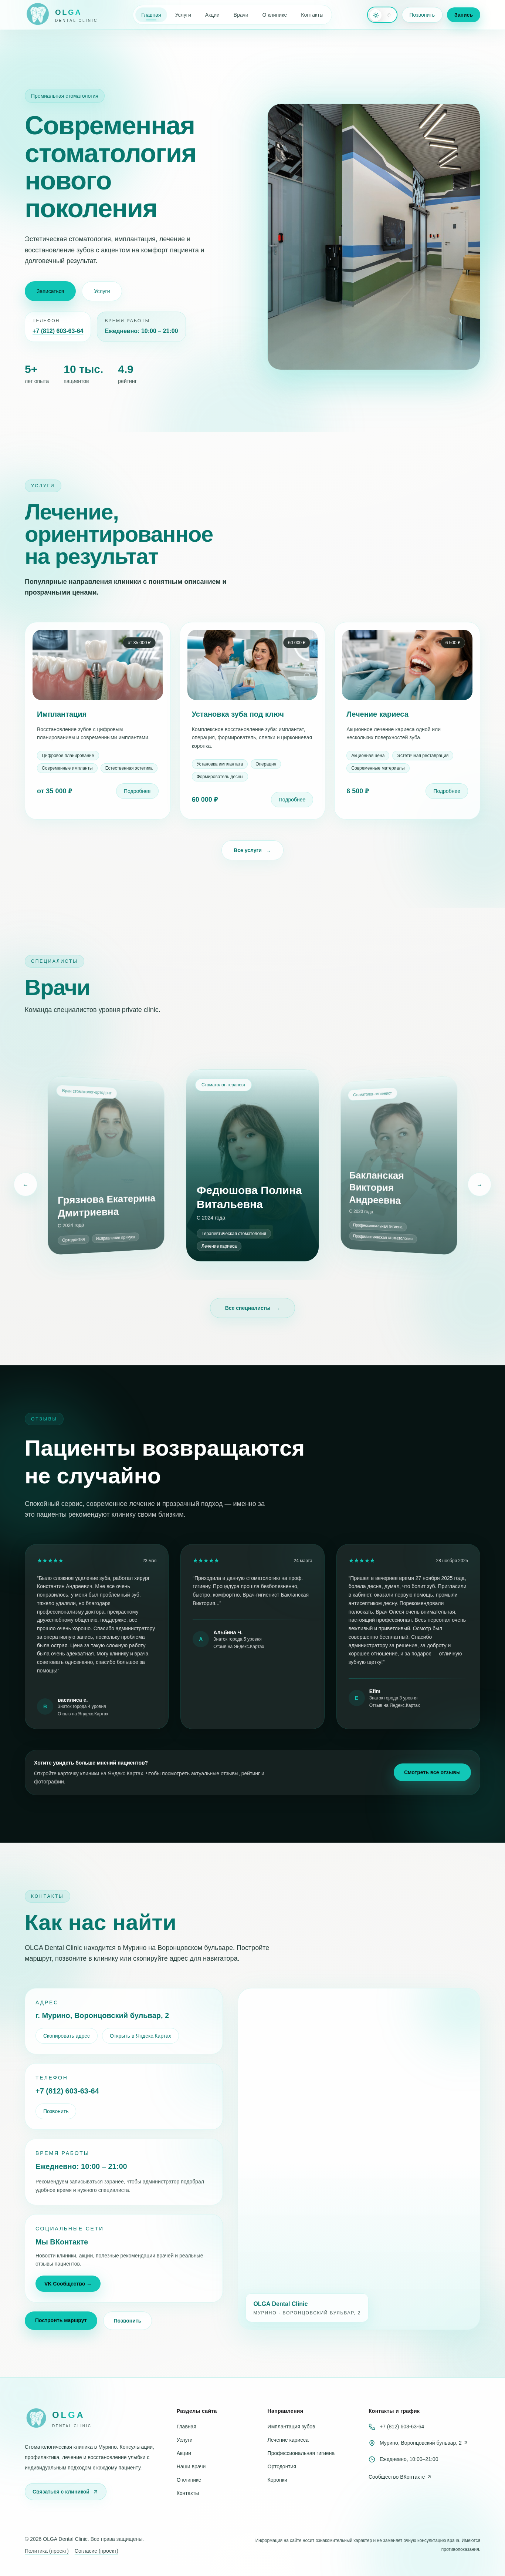 OLGA
DENTAL CLINIC
Главная
Услуги
Акции
Врачи
О клинике
Контакты
Позвонить
Запись
Премиальная стоматология
Современная
стоматология
нового
поколения
Эстетическая стоматология, имплантация, лечение и
восстановление зубов с акцентом на комфорт пациента и
долговечный результат.
Записаться
Услуги
ТЕЛЕФОН
+7 (812) 603-63-64
ВРЕМЯ РАБОТЫ
Ежедневно: 10:00 – 21:00
5+
лет опыта
10 тыс.
пациентов
4.9
рейтинг
УСЛУГИ
Лечение,
ориентированное
на результат
Популярные направления клиники с понятным описанием и
прозрачными ценами.
от 35 000 ₽
Имплантация
Восстановление зубов с цифровым
планированием и современными имплантами.
Цифровое планирование
Современные импланты
Естественная эстетика
от 35 000 ₽
Подробнее
60 000 ₽
Установка зуба под ключ
Комплексное восстановление зуба: имплантат,
операция, формирователь, слепки и циркониевая
коронка.
Установка имплантата
Операция
Формирователь десны
60 000 ₽
Подробнее
6 500 ₽
Лечение кариеса
Акционное лечение кариеса одной или
нескольких поверхностей зуба.
Акционная цена
Эстетичная реставрация
Современные материалы
6 500 ₽
Подробнее
Все услуги →
СПЕЦИАЛИСТЫ
Врачи
Команда специалистов уровня private clinic.
←
Врач стоматолог-ортодонт
Грязнова Екатерина
Дмитриевна
С 2024 года
Ортодонтия
Исправление прикуса
Стоматолог-терапевт
Федюшова Полина
Витальевна
С 2024 года
Терапевтическая стоматология
Лечение кариеса
Стоматолог-гигиенист
Бакланская
Виктория
Андреевна
С 2026 года
Профессиональная гигиена
Профилактическая стоматология
→
Все специалисты →
ОТЗЫВЫ
Пациенты возвращаются
не случайно
Спокойный сервис, современное лечение и прозрачный подход — именно за
это пациенты рекомендуют клинику своим близким.
★★★★★
23 мая
"Было сложное удаление зуба, работал хирург
Константин Андреевич. Мне все очень
понравилось, у меня был проблемный зуб,
тяжело удаляли, но благодаря
профессионализму доктора, прекрасному
дружелюбному общению, поддержке, все
прошло очень хорошо. Спасибо администратору
за оперативную запись, поскольку проблема
была острая. Цена за такую сложную работу
была очень адекватная. Могу клинику и врача
советовать однозначно, спасибо большое за
помощь!"
В
василиса е.
Знаток города 4 уровня
Отзыв на Яндекс.Картах
★★★★★
24 марта
"Приходила в данную стоматологию на проф.
гигиену. Процедура прошла безболезненно,
быстро, комфортно. Врач-гигиенист Бакланская
Виктория..."
А
Альбина Ч.
Знаток города 5 уровня
Отзыв на Яндекс.Картах
★★★★★
28 ноября 2025
"Пришел в вечернее время 27 ноября 2025 года,
болела десна, думал, что болит зуб. Пригласили
в кабинет, оказали первую помощь, промыли
антисептиком десну. Порекомендовали
полоскать. Врач Олеся очень внимательная,
настоящий профессионал. Весь персонал очень
вежливый и приветливый. Осмотр был
совершенно бесплатный. Спасибо
администратору за решение, за доброту и
хорошее отношение, и за подарок — отличную
зубную щетку!"
E
Efim
Знаток города 3 уровня
Отзыв на Яндекс.Картах
Хотите увидеть больше мнений пациентов?
Откройте карточку клиники на Яндекс.Картах, чтобы посмотреть актуальные отзывы, рейтинг и
фотографии.
Смотреть все отзывы
КОНТАКТЫ
Как нас найти
OLGA Dental Clinic находится в Мурино на Воронцовском бульваре. Постройте
маршрут, позвоните в клинику или скопируйте адрес для навигатора.
АДРЕС
г. Мурино, Воронцовский бульвар, 2
Скопировать адрес
Открыть в Яндекс.Картах
ТЕЛЕФОН
+7 (812) 603-63-64
Позвонить
ВРЕМЯ РАБОТЫ
Ежедневно: 10:00 – 21:00
Рекомендуем записываться заранее, чтобы администратор подобрал
удобное время и нужного специалиста.
СОЦИАЛЬНЫЕ СЕТИ
Мы ВКонтакте
Новости клиники, акции, полезные рекомендации врачей и реальные
отзывы пациентов.
VK Сообщество →
Построить маршрут
Позвонить
OLGA Dental Clinic
МУРИНО · ВОРОНЦОВСКИЙ БУЛЬВАР, 2
OLGA
DENTAL CLINIC
Стоматологическая клиника в Мурино. Консультации,
профилактика, лечение и восстановление улыбки с
индивидуальным подходом к каждому пациенту.
Связаться с клиникой
Разделы сайта
Главная
Услуги
Акции
Наши врачи
О клинике
Контакты
Направления
Имплантация зубов
Лечение кариеса
Профессиональная гигиена
Ортодонтия
Коронки
Контакты и график
+7 (812) 603-63-64
Мурино, Воронцовский бульвар, 2
Ежедневно, 10:00–21:00
Сообщество ВКонтакте
© 2026 OLGA Dental Clinic. Все права защищены.
Политика (проект)
Согласие (проект)
Информация на сайте носит ознакомительный характер и не заменяет очную консультацию врача. Имеются
противопоказания.